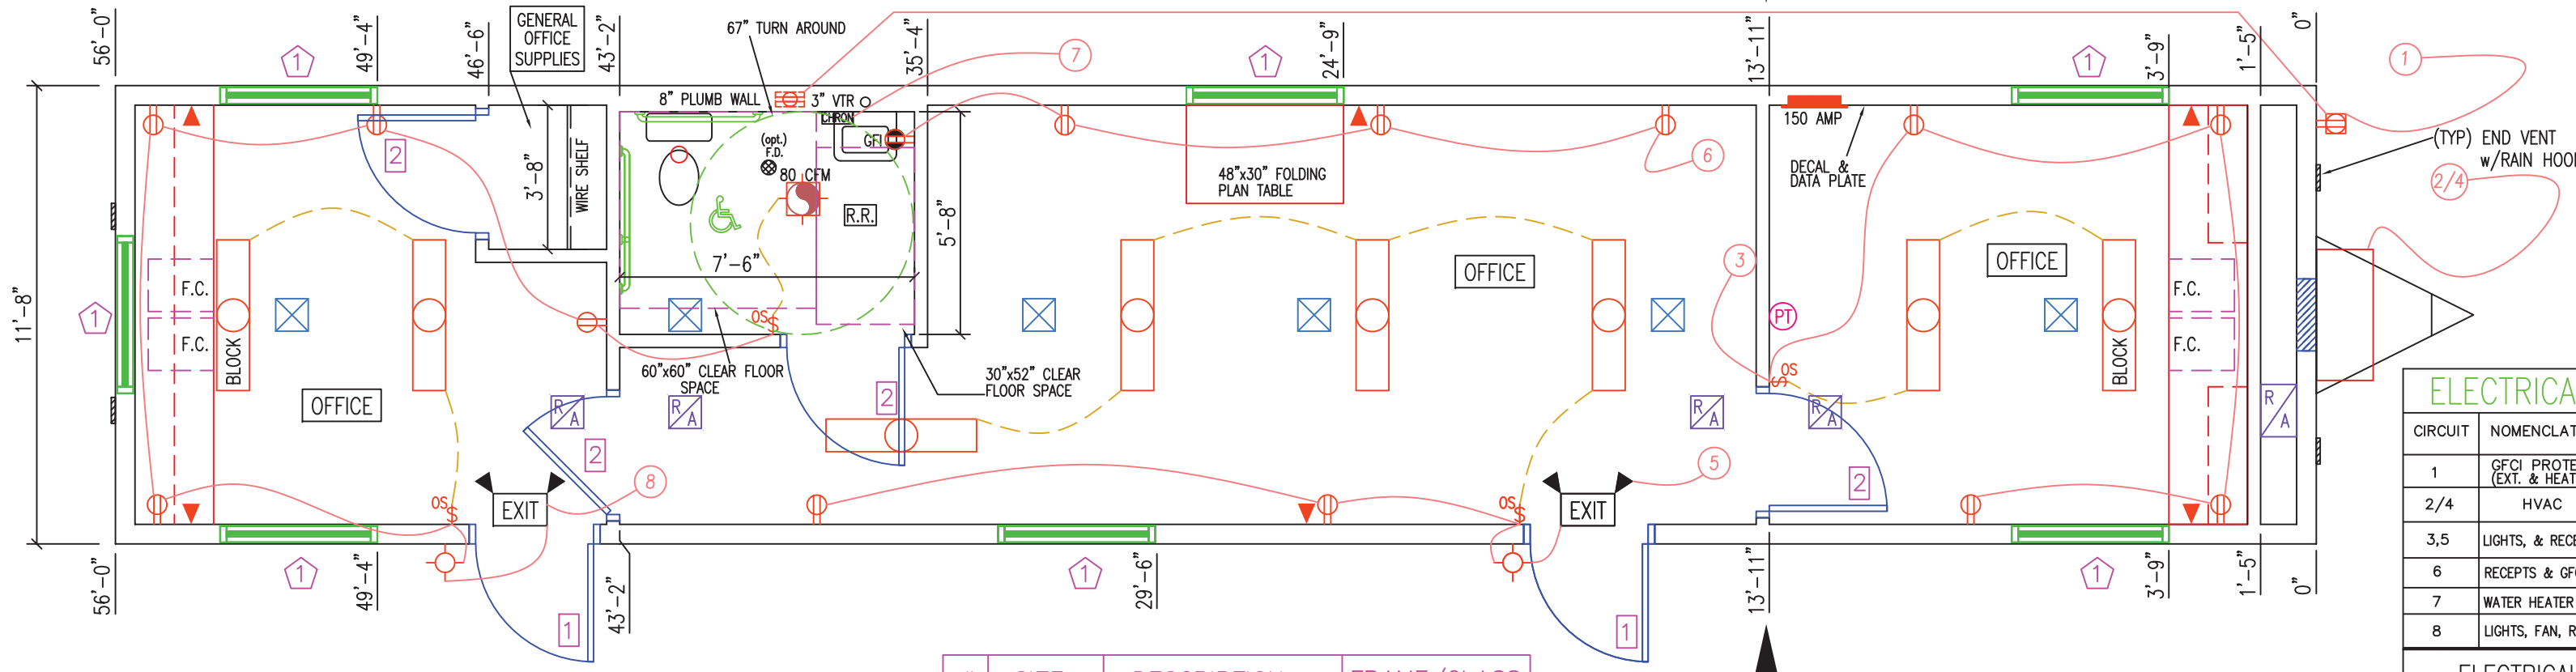 56'-0"
49'-4"
46'-6"
GENERAL
OFFICE
SUPPLIES
43'-2"
67" TURN AROUND
35'-4"
7
1
24'-9"
13'-11"
1
3'-9"
1'-5"
0"
1
1
8" PLUMB WALL
3" VTR
CHRON
GFI
(opt.)
F.D.
80 CFM
R.R.
2
3'-8"
WIRE SHELF
5'-8"
7'-6"
48"x30" FOLDING
PLAN TABLE
6
150 AMP
DECAL &
DATA PLATE
(TYP) END VENT
w/RAIN HOO
2/4
11'-8"
1
F.C.
F.C.
BLOCK
OFFICE
OS
$
60"x60" CLEAR FLOOR
SPACE
30"x52" CLEAR
FLOOR SPACE
OFFICE
3
PT
OS
$
OFFICE
F.C.
F.C.
BLOCK
R/A
R/A
2
R/A
R/A
R/A
2
8
5
2
OS
$
EXIT
OS
$
EXIT
56'-0"
1
49'-4"
1
43'-2"
1
29'-6"
1
13'-11"
1
3'-9"
1'-5"
0"
ELECTRICA
CIRCUIT NOMENCLAT
1 GFCI PROTE
(EXT. & HEAT
2/4 HVAC
3,5 LIGHTS, & RECE
6 RECEPTS & GF
7 WATER HEATER
8 LIGHTS, FAN, R
ELECTRICAL
# SIZE DESCRIPTION FRAME/GLASS